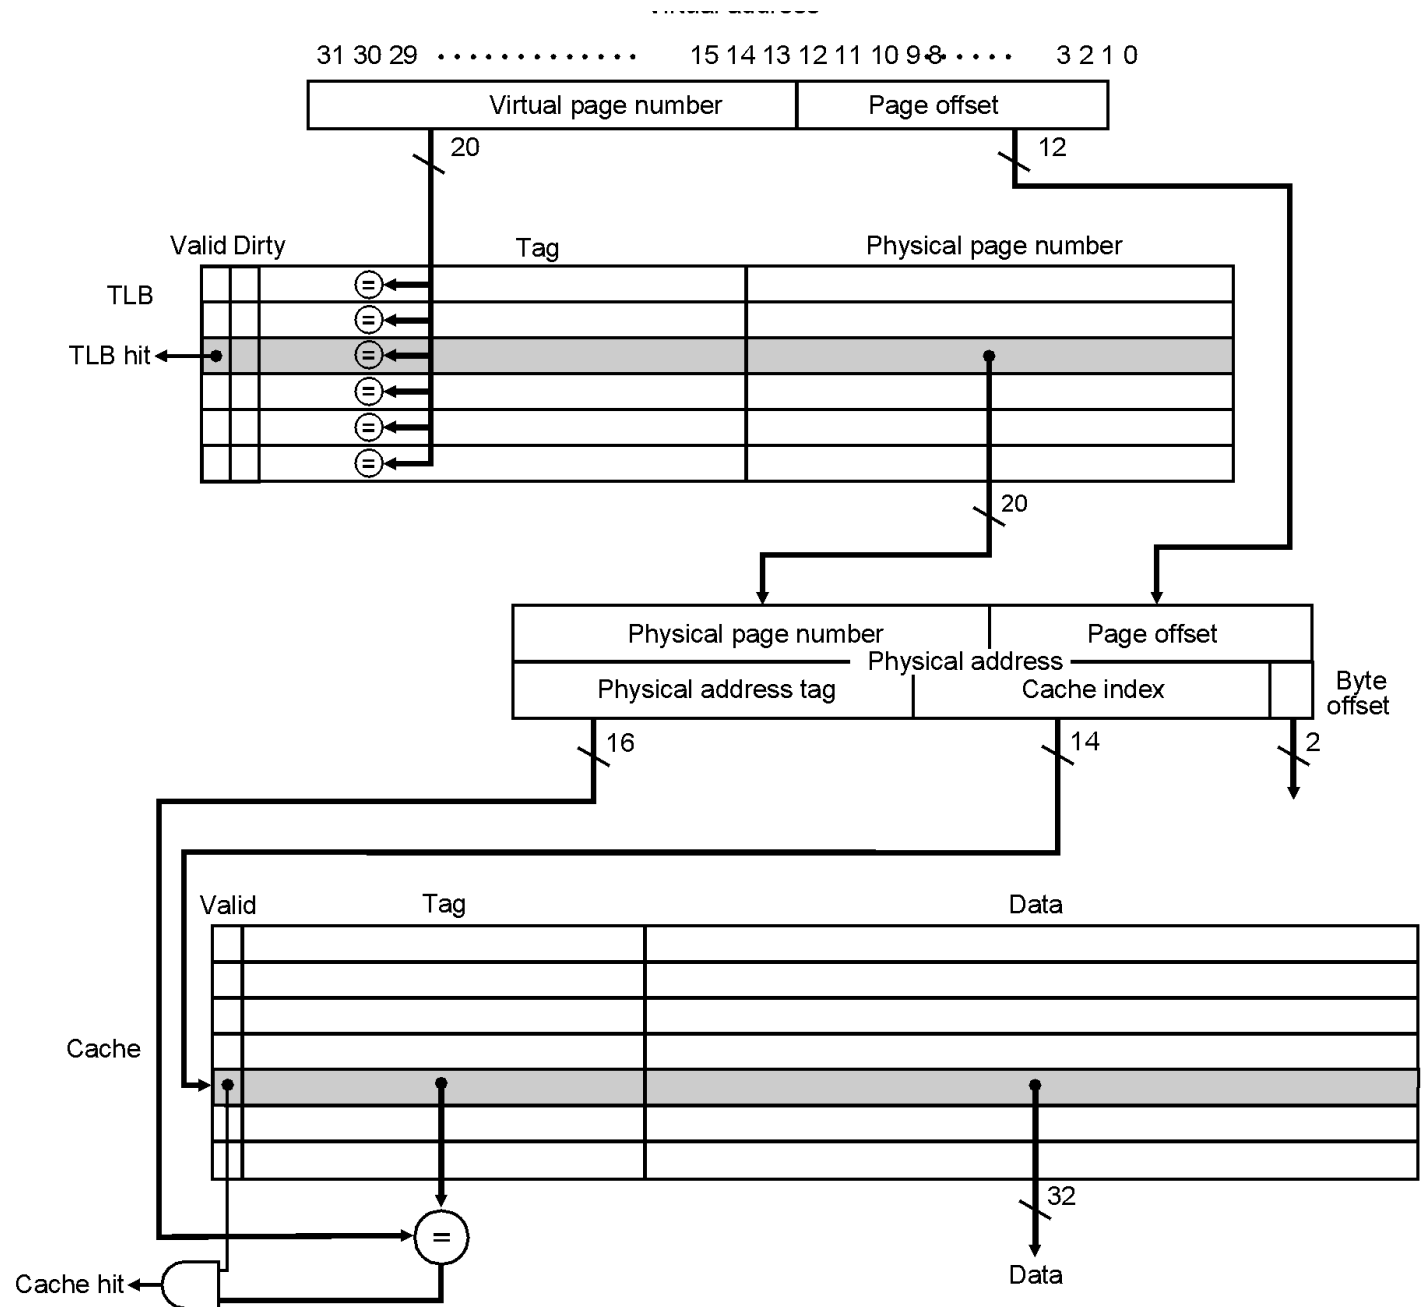 31 30 29 ············· 15 14 13 12 11 10 9 8 ······ 3 2 1 0
Virtual page number Page offset
20 12
Valid Dirty Tag Physical page number
TLB
=
=
TLB hit =
=
=
=
20
Physical page number Page offset
Physical address
Physical address tag Cache index Byte offset
16 14 2
Valid Tag Data
Cache
32
=
Data
Cache hit